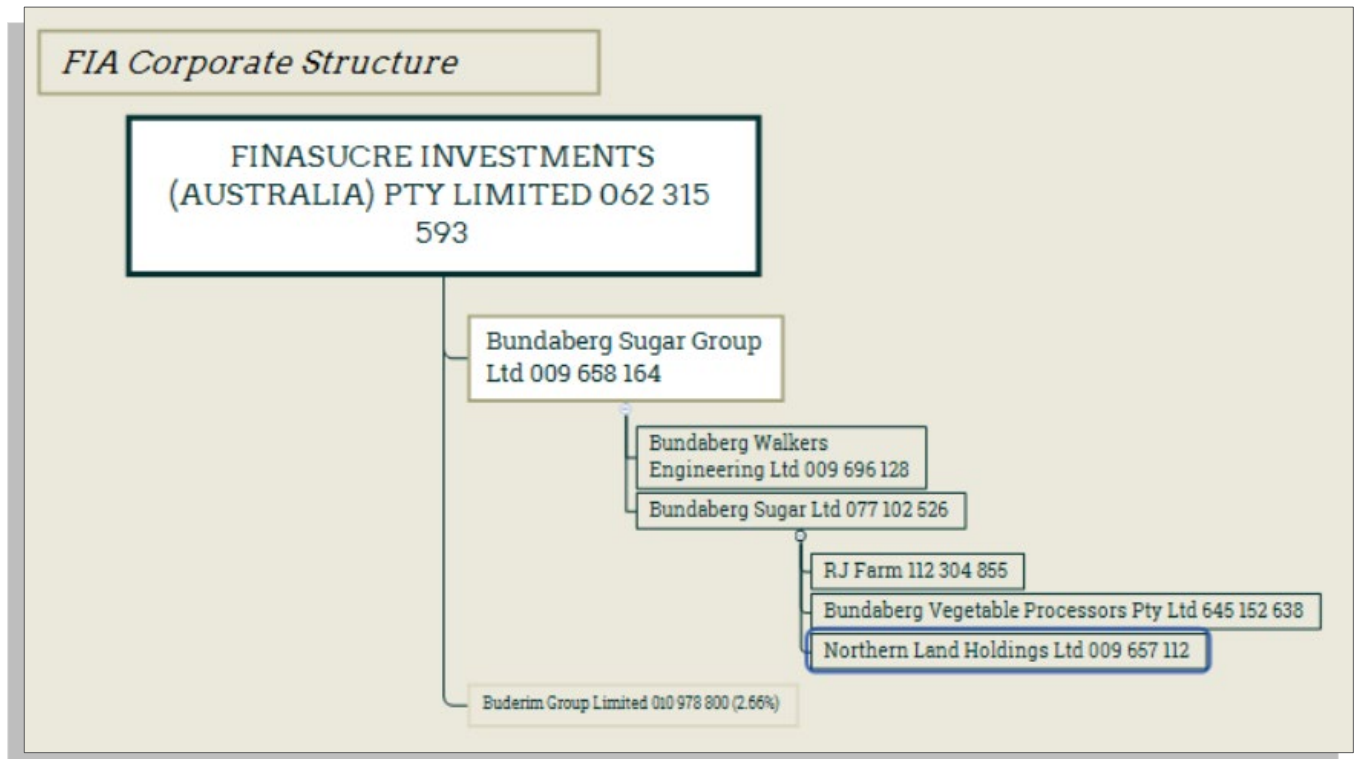 FIA Corporate Structure
FINASUCRE INVESTMENTS
(AUSTRALIA) PTY LIMITED 062 315
593
Bundaberg Sugar Group
Ltd 009 658 164
Bundaberg Walkers
Engineering Ltd 009 696 128
Bundaberg Sugar Ltd 077 102 526
RJ Farm 112 304 855
Bundaberg Vegetable Processors Pty Ltd 645 152 638
Northern Land Holdings Ltd 009 657 112
Buderim Group Limited 010 978 800 (2.66%)